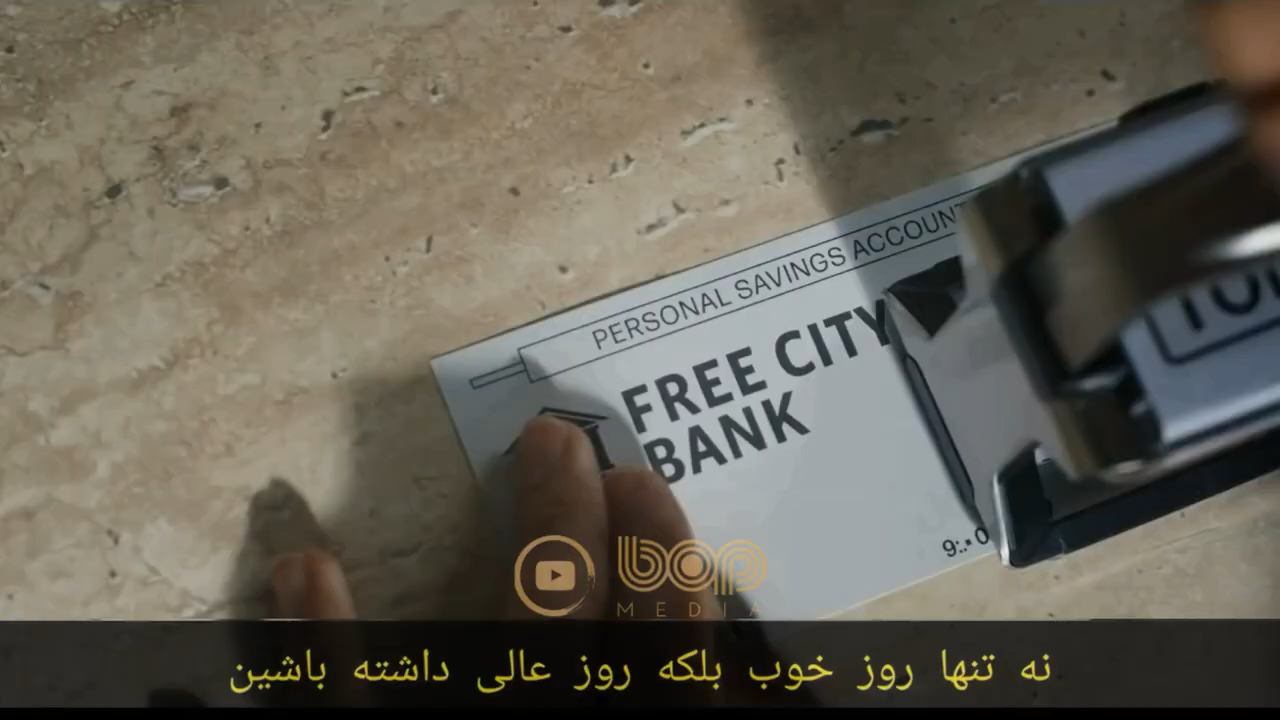 PERSONAL SAVINGS ACCOUNT
FREE CITY
BANK
bop
MEDIA
نه تنها روز خوب بلکه روز عالی داشته باشین